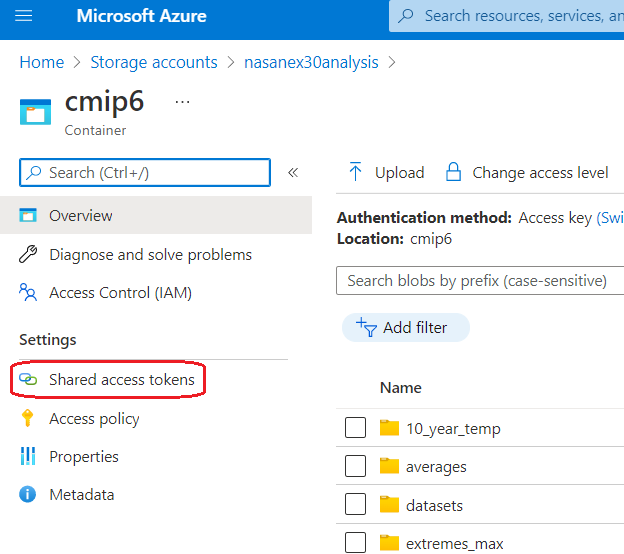 Microsoft Azure
Search resources, services, an
Home > Storage accounts > nasanex30analysis >
cmip6 ...
Container
Search (Ctrl+/)
«
Overview
Diagnose and solve problems
Access Control (IAM)
Settings
Shared access tokens
Access policy
Properties
Metadata
Upload
Change access level
Authentication method: Access key (Swi
Location: cmip6
Search blobs by prefix (case-sensitive)
Add filter
Name
10_year_temp
averages
datasets
extremes_max